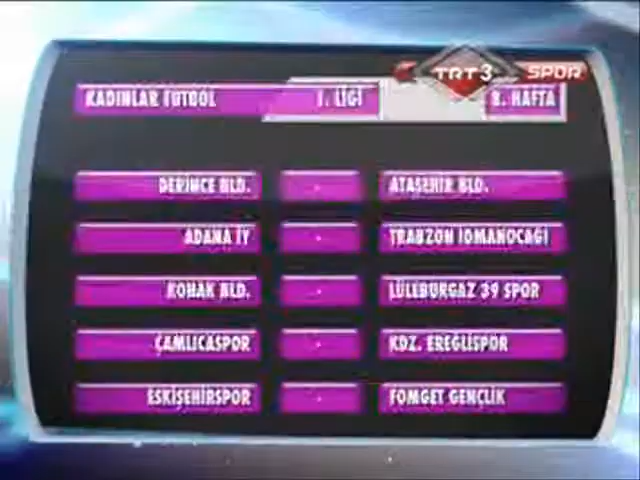 TRT 3 SPOR
KADINLAR FUTBOL 1. LİGİ 8. HAFTA
DERİNCE BLD. - ATAŞEHİR BLD.
ADANA İY - TRABZON İDMANOCAĞI
KONAK BLD. - LÜLEBURGAZ 39 SPOR
ÇAMLICASPOR - KDZ. EREĞLİSPOR
ESKİŞEHİRSPOR - FOMGET GENÇLİK